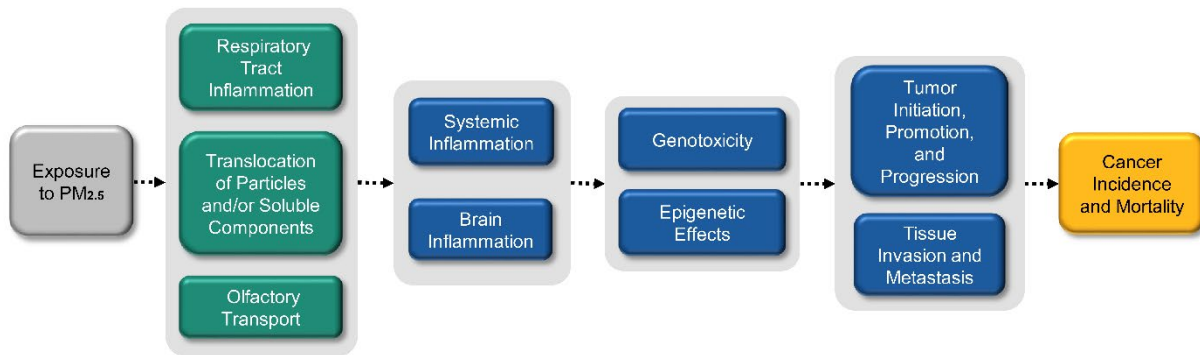 Exposure
to PM2.5
Respiratory
Tract
Inflammation
Translocation
of Particles
and/or Soluble
Components
Olfactory
Transport
Systemic
Inflammation
Brain
Inflammation
Genotoxicity
Epigenetic
Effects
Tumor
Initiation,
Promotion,
and
Progression
Tissue
Invasion and
Metastasis
Cancer
Incidence
and Mortality